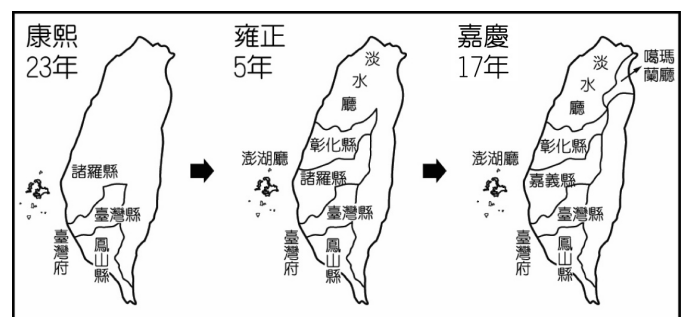 康熙
23年
諸羅縣
臺灣縣
鳳山縣
臺灣府
雍正
5年
淡水廳
彰化縣
澎湖廳
諸羅縣
臺灣縣
鳳山縣
臺灣府
嘉慶
17年
淡水廳
噶瑪
蘭廳
彰化縣
澎湖廳
嘉義縣
臺灣縣
鳳山縣
臺灣府